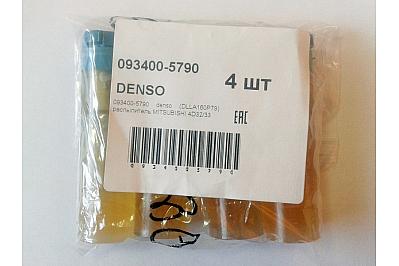 093400-5790
4 шт
DENSO
093400-5790 denso (DLLA160P79)
распылитель MITSUBISHI 4D32/33
EAC
0 9 3 4 0 0 5 7 9 0